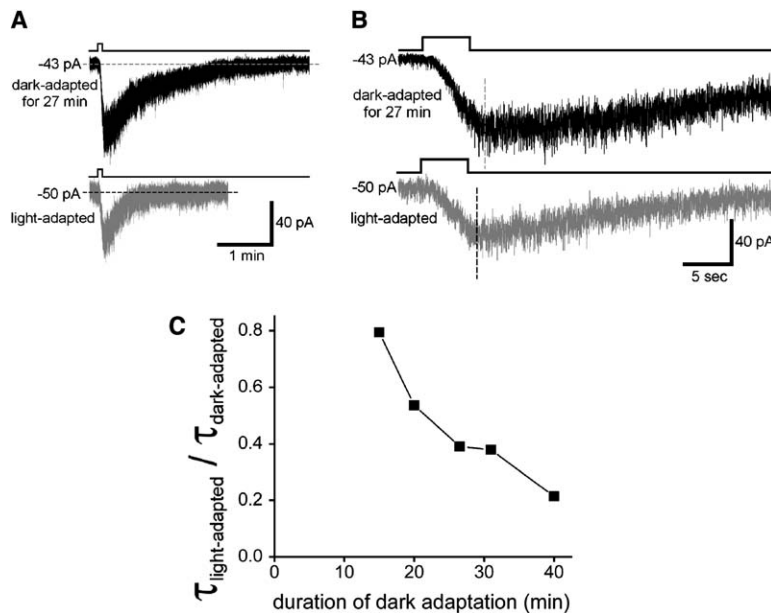 A
-43 pA
dark-adapted
for 27 min
-50 pA
light-adapted
40 pA
1 min
B
-43 pA
dark-adapted
for 27 min
-50 pA
light-adapted
40 pA
5 sec
C
τlight-adapted / τdark-adapted
0.8
0.6
0.4
0.2
0.0
0 10 20 30 40
duration of dark adaptation (min)